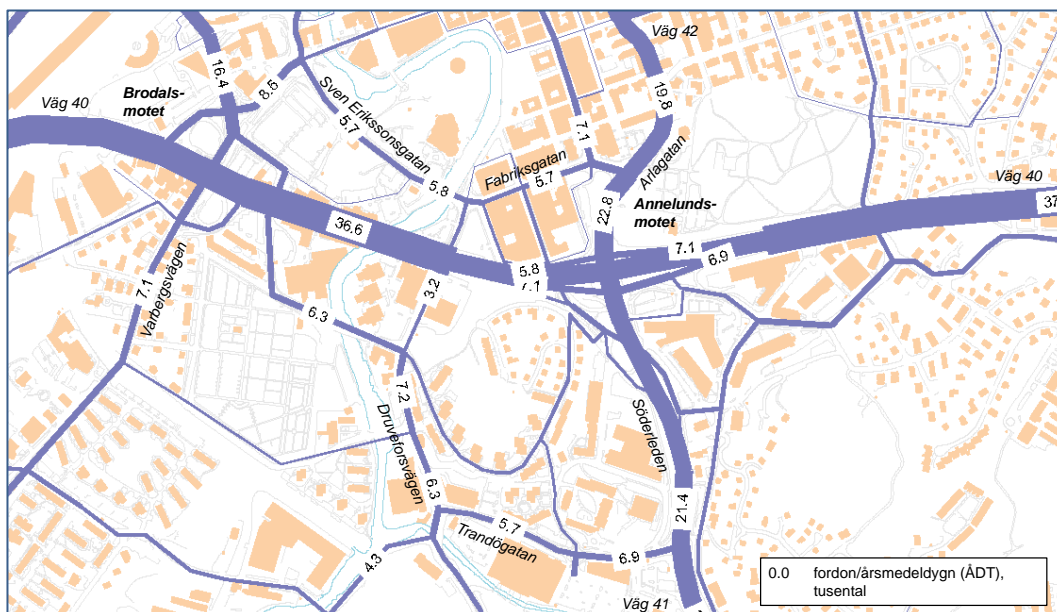 Väg 42
16.4
8.5
19.8
Väg 40
Brodals-
motet
Sven Erikssonsgatan
5.7
7.1
5.8
Fabriksgatan
5.7
Arlagatan
22.8
Annelunds-
motet
Väg 40
37
36.6
7.1
6.9
5.8
Varbergsvägen
7.1
3.2
6.3
7.2
Druveforsvägen
6.3
Söderleden
21.4
5.7
Trandögatan
6.9
4.3
Väg 41
0.0 fordon/årsmedeldygn (ÅDT),
tusental